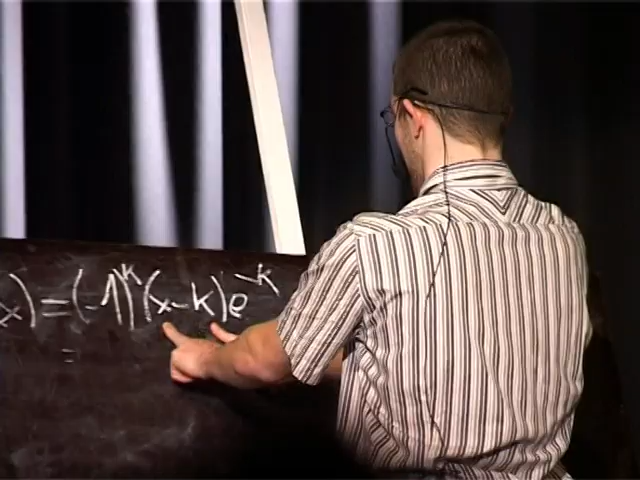 x)=(-1)^k(x-k)e^-k
=